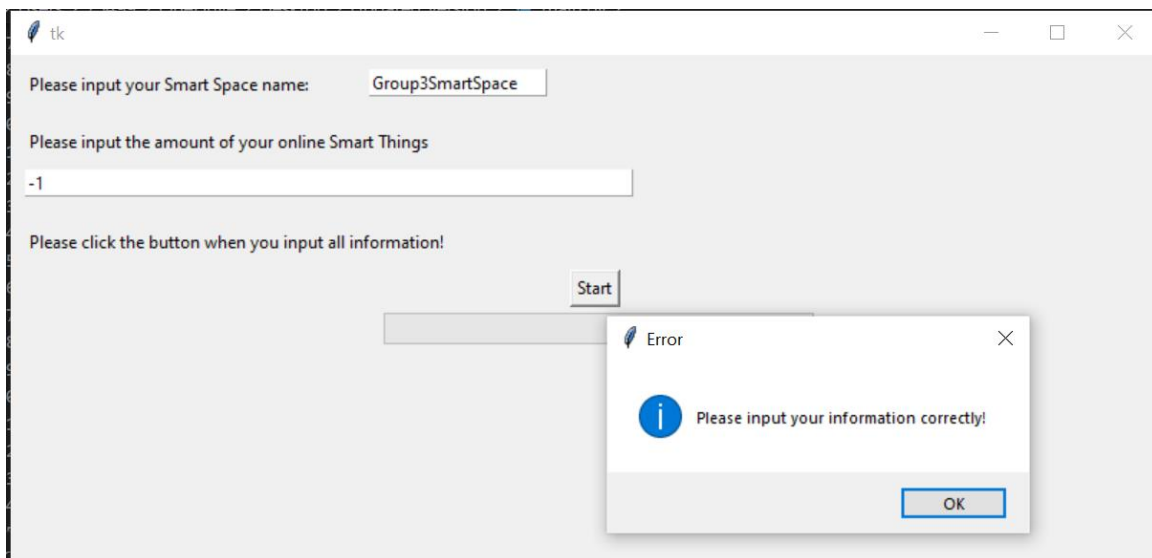 tk
Please input your Smart Space name: Group3SmartSpace
Please input the amount of your online Smart Things
-1
Please click the button when you input all information!
Start
Error
Please input your information correctly!
OK